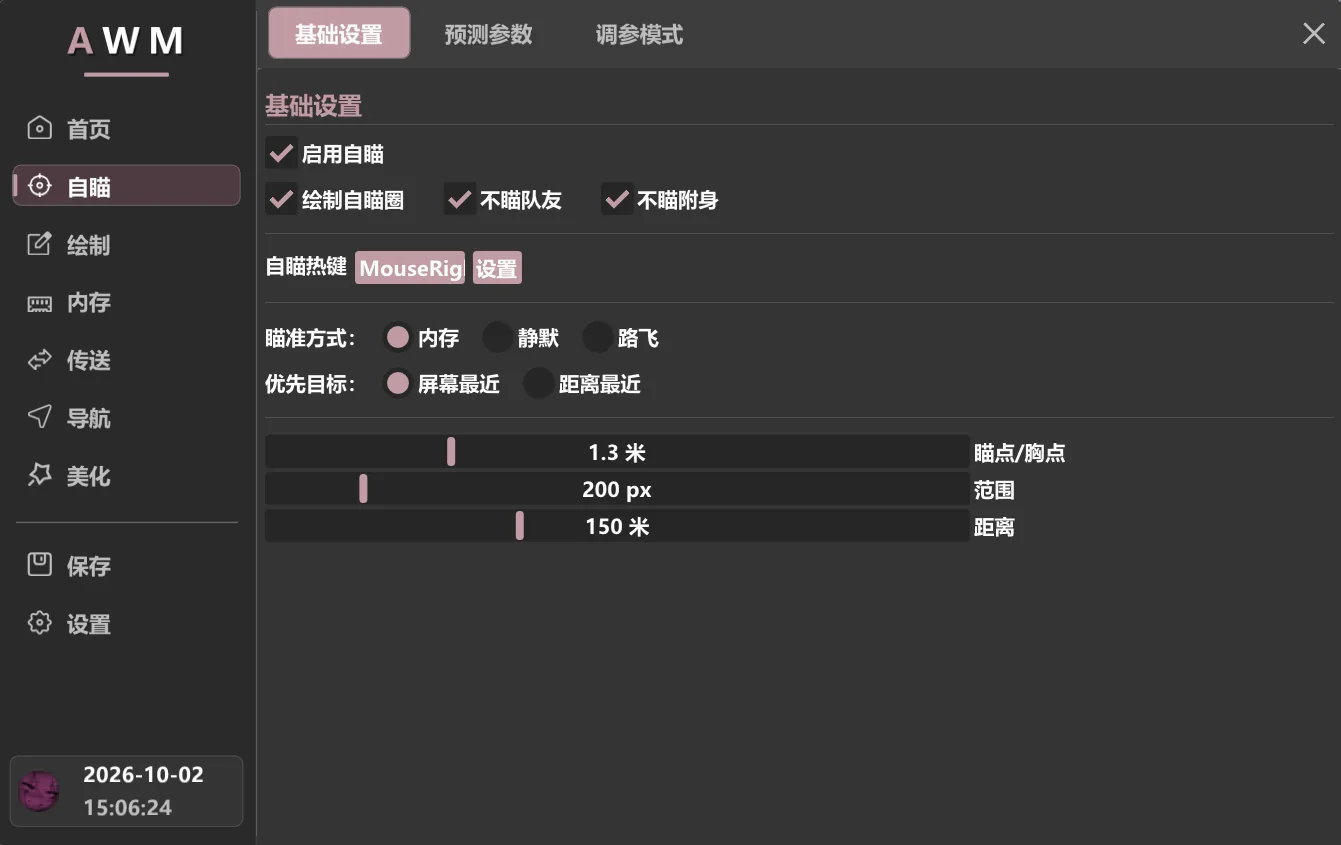 AWM
首页
自瞄
绘制
内存
传送
导航
美化
保存
设置
2026-10-02
15:06:24
基础设置 预测参数 调参模式
基础设置
启用自瞄
绘制自瞄圈 不瞄队友 不瞄附身
自瞄热键 MouseRig 设置
瞄准方式： 内存 静默 路飞
优先目标： 屏幕最近 距离最近
1.3 米 瞄点/胸点
200 px 范围
150 米 距离